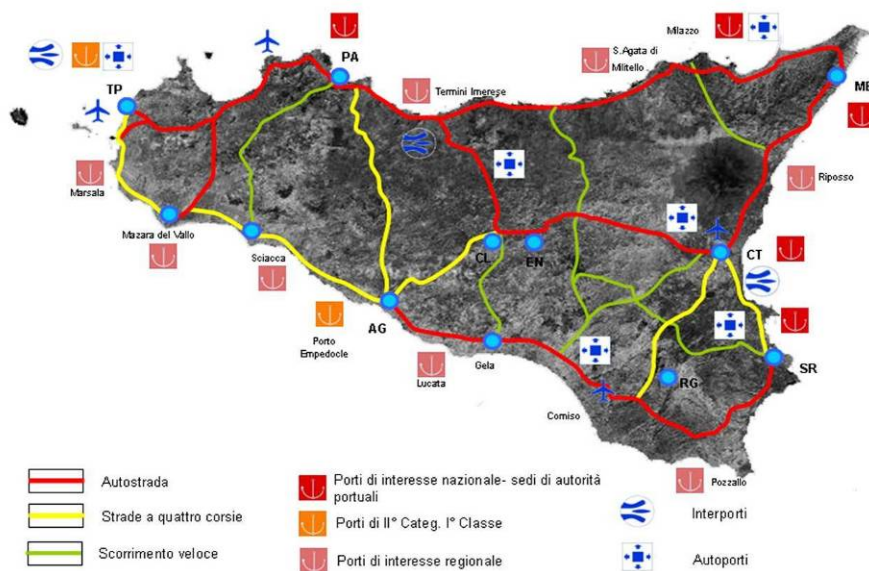 Milazzo
PA
S.Agata di
Militello
TP
Termini Imerese
ME
Marsala
Riposso
Mazara del Vallo
Sciacca
CL
EN
CT
AG
Porto
Empedocle
Gela
Lucata
SR
RG
Comiso
Pozzallo
Autostrada
Strade a quattro corsie
Scorrimento veloce
Porti di interesse nazionale- sedi di autorità
portuali
Porti di II° Categ. I° Classe
Porti di interesse regionale
Interporti
Autoporti